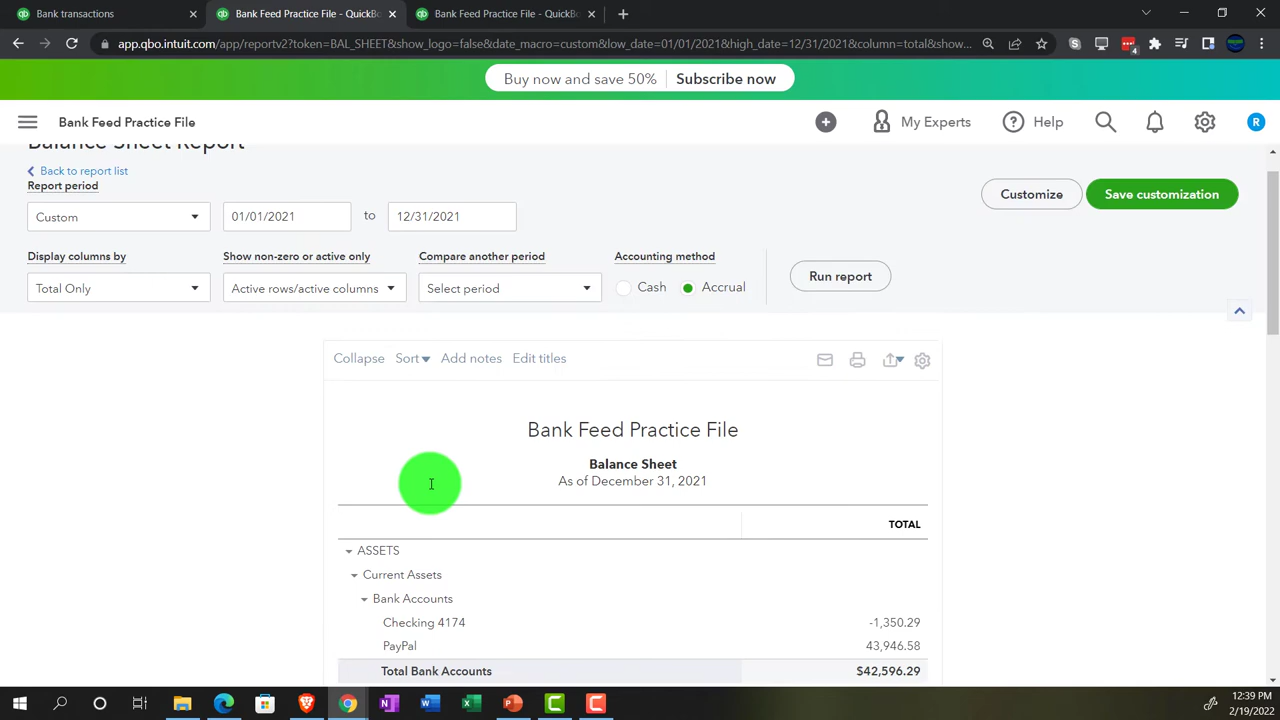 Bank transactions
Bank Feed Practice File - QuickBo
Bank Feed Practice File - QuickBo
app.qbo.intuit.com/app/reportv2?token=BAL_SHEET&show_logo=false&date_macro=custom&low_date=01/01/2021&high_date=12/31/2021&column=total&show...
4
Buy now and save 50% Subscribe now
Bank Feed Practice File
My Experts
Help
R
Balance Sheet Report
Back to report list
Report period
Custom
01/01/2021
to
12/31/2021
Customize
Save customization
Display columns by
Show non-zero or active only
Compare another period
Accounting method
Total Only
Active rows/active columns
Select period
Cash
Accrual
Run report
Collapse Sort Add notes Edit titles
Bank Feed Practice File
Balance Sheet
As of December 31, 2021
TOTAL
ASSETS
Current Assets
Bank Accounts
Checking 4174 -1,350.29
PayPal 43,946.58
Total Bank Accounts $42,596.29
12:39 PM
2/19/2022